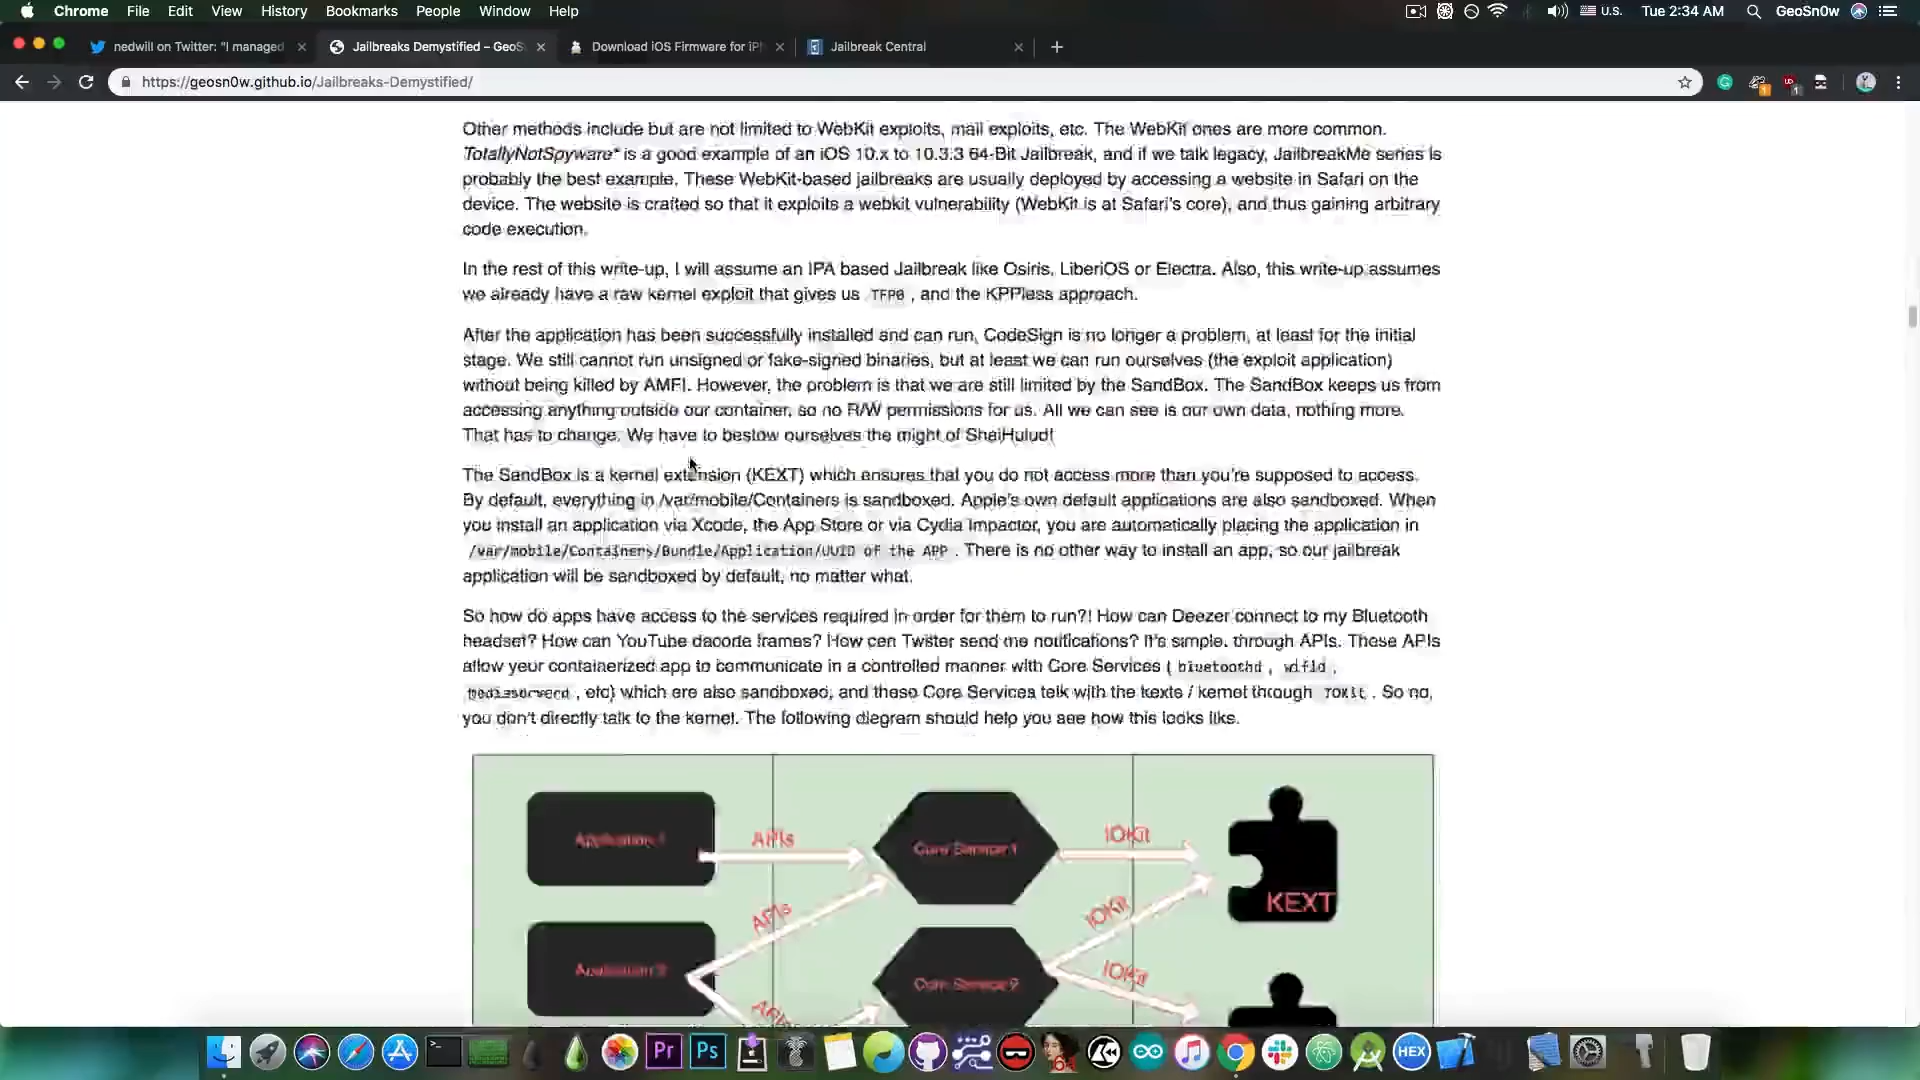 Chrome File Edit View History Bookmarks People Window Help U.S. Tue 2:34 AM GeoSn0w
nedwill on Twitter: "I managed Jailbreaks Demystified – GeoS Download iOS Firmware for iP Jailbreak Central
https://geosn0w.github.io/Jailbreaks-Demystified/
Other methods include but are not limited to WebKit exploits, mail exploits, etc. The WebKit ones are more common.
TotallyNotSpyware* is a good example of an iOS 10.x to 10.3.3 64-Bit Jailbreak, and if we talk legacy, JailbreakMe series is
probably the best example. These WebKit-based jailbreaks are usually deployed by accessing a website in Safari on the
device. The website is crafted so that it exploits a webkit vulnerability (WebKit is at Safari's core), and thus gaining arbitrary
code execution.
In the rest of this write-up, I will assume an IPA based Jailbreak like Osiris, LiberiOS or Electra. Also, this write-up assumes
we already have a raw kernel exploit that gives us TFP0 , and the KPPless approach.
After the application has been successfully installed and can run, CodeSign is no longer a problem, at least for the initial
stage. We still cannot run unsigned or fake-signed binaries, but at least we can run ourselves (the exploit application)
without being killed by AMFI. However, the problem is that we are still limited by the SandBox. The SandBox keeps us from
accessing anything outside our container, so no R/W permissions for us. All we can see is our own data, nothing more.
That has to change. We have to bestow ourselves the might of ShaiHulud!
The SandBox is a kernel extension (KEXT) which ensures that you do not access more than you're supposed to access.
By default, everything in /var/mobile/Containers is sandboxed. Apple's own default applications are also sandboxed. When
you install an application via Xcode, the App Store or via Cydia Impactor, you are automatically placing the application in
/var/mobile/Containers/Bundle/Application/UUID of the APP . There is no other way to install an app, so our jailbreak
application will be sandboxed by default, no matter what.
So how do apps have access to the services required in order for them to run?! How can Deezer connect to my Bluetooth
headset? How can YouTube decode frames? How can Twitter send me notifications? It's simple. through APIs. These APIs
allow your containerized app to communicate in a controlled manner with Core Services ( bluetoothd , wifid ,
mediaserverd , etc) which are also sandboxed, and these Core Services talk with the kexts / kernel through IOKit . So no,
you don't directly talk to the kernel. The following diagram should help you see how this looks like.
Application 1 APIs Core Service 1 IOKit
KEXT
APIs IOKit
Application 2 Core Service 2 IOKit
APIs
Pr Ps 64 HEX